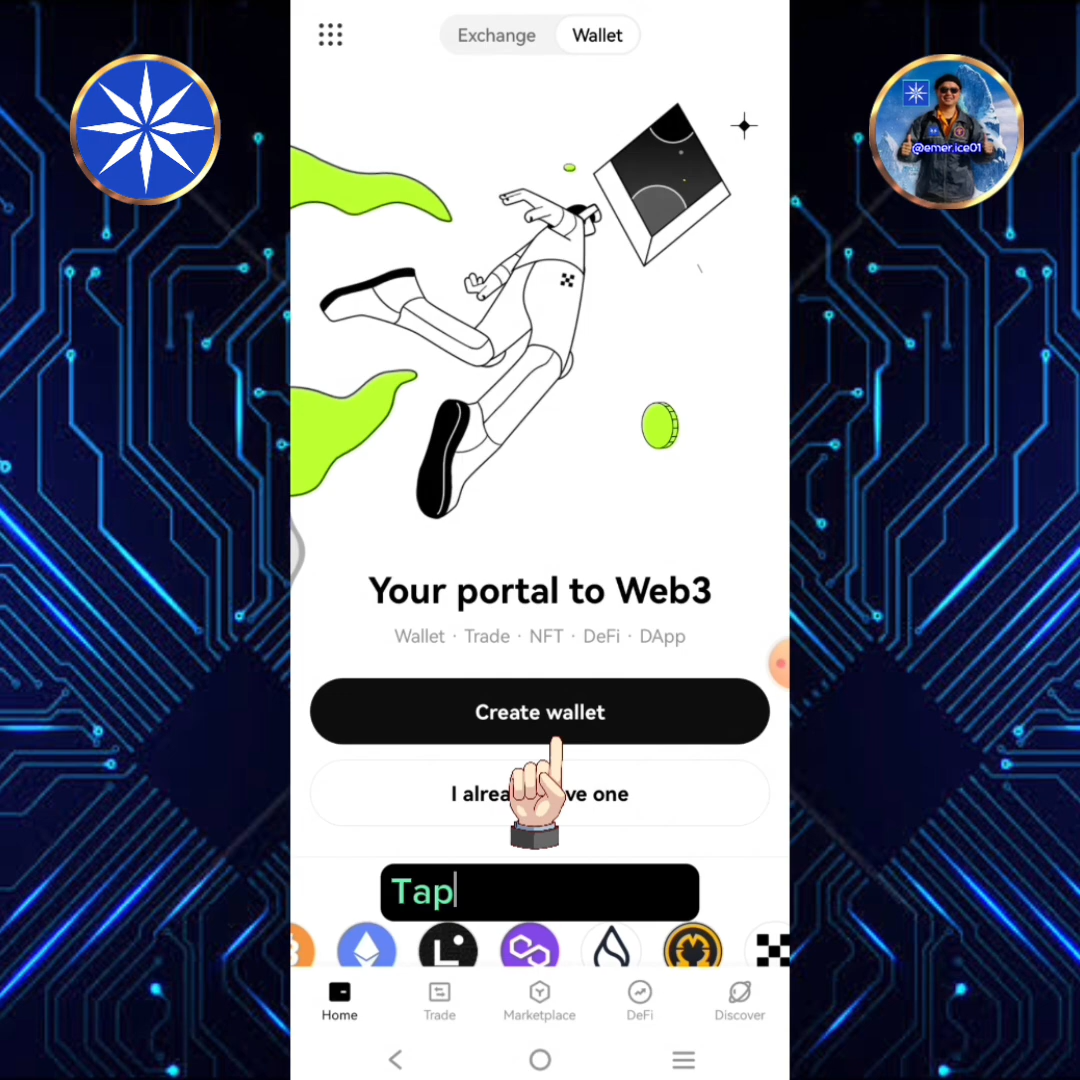 Exchange Wallet
@emer.ice01
Your portal to Web3
Wallet · Trade · NFT · DeFi · DApp
Create wallet
I alrea ve one
Tap
Home Trade Marketplace DeFi Discover